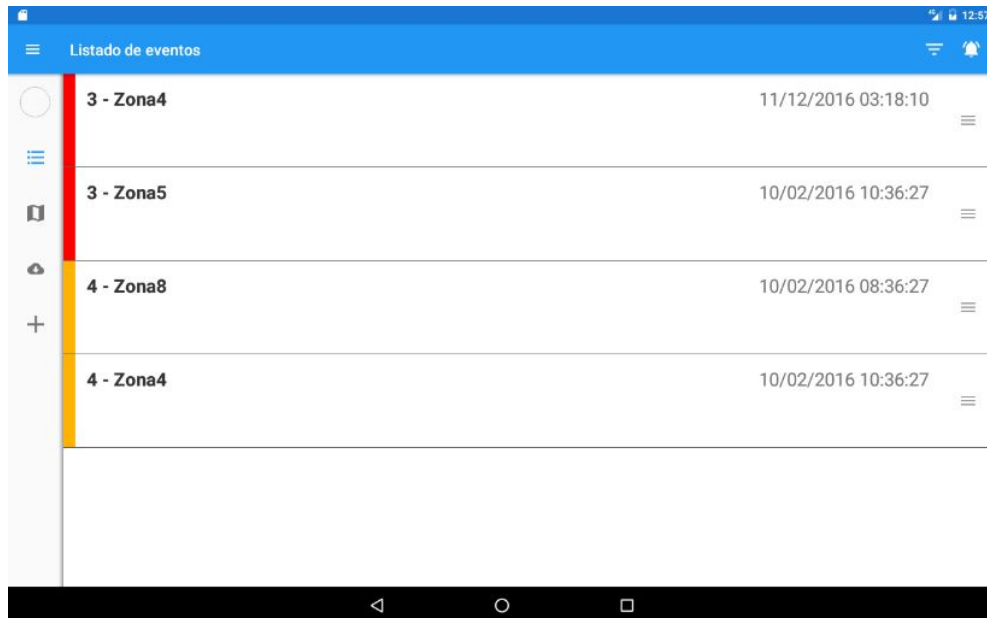 4G 12:57
Listado de eventos
3 - Zona4 11/12/2016 03:18:10
3 - Zona5 10/02/2016 10:36:27
4 - Zona8 10/02/2016 08:36:27
4 - Zona4 10/02/2016 10:36:27